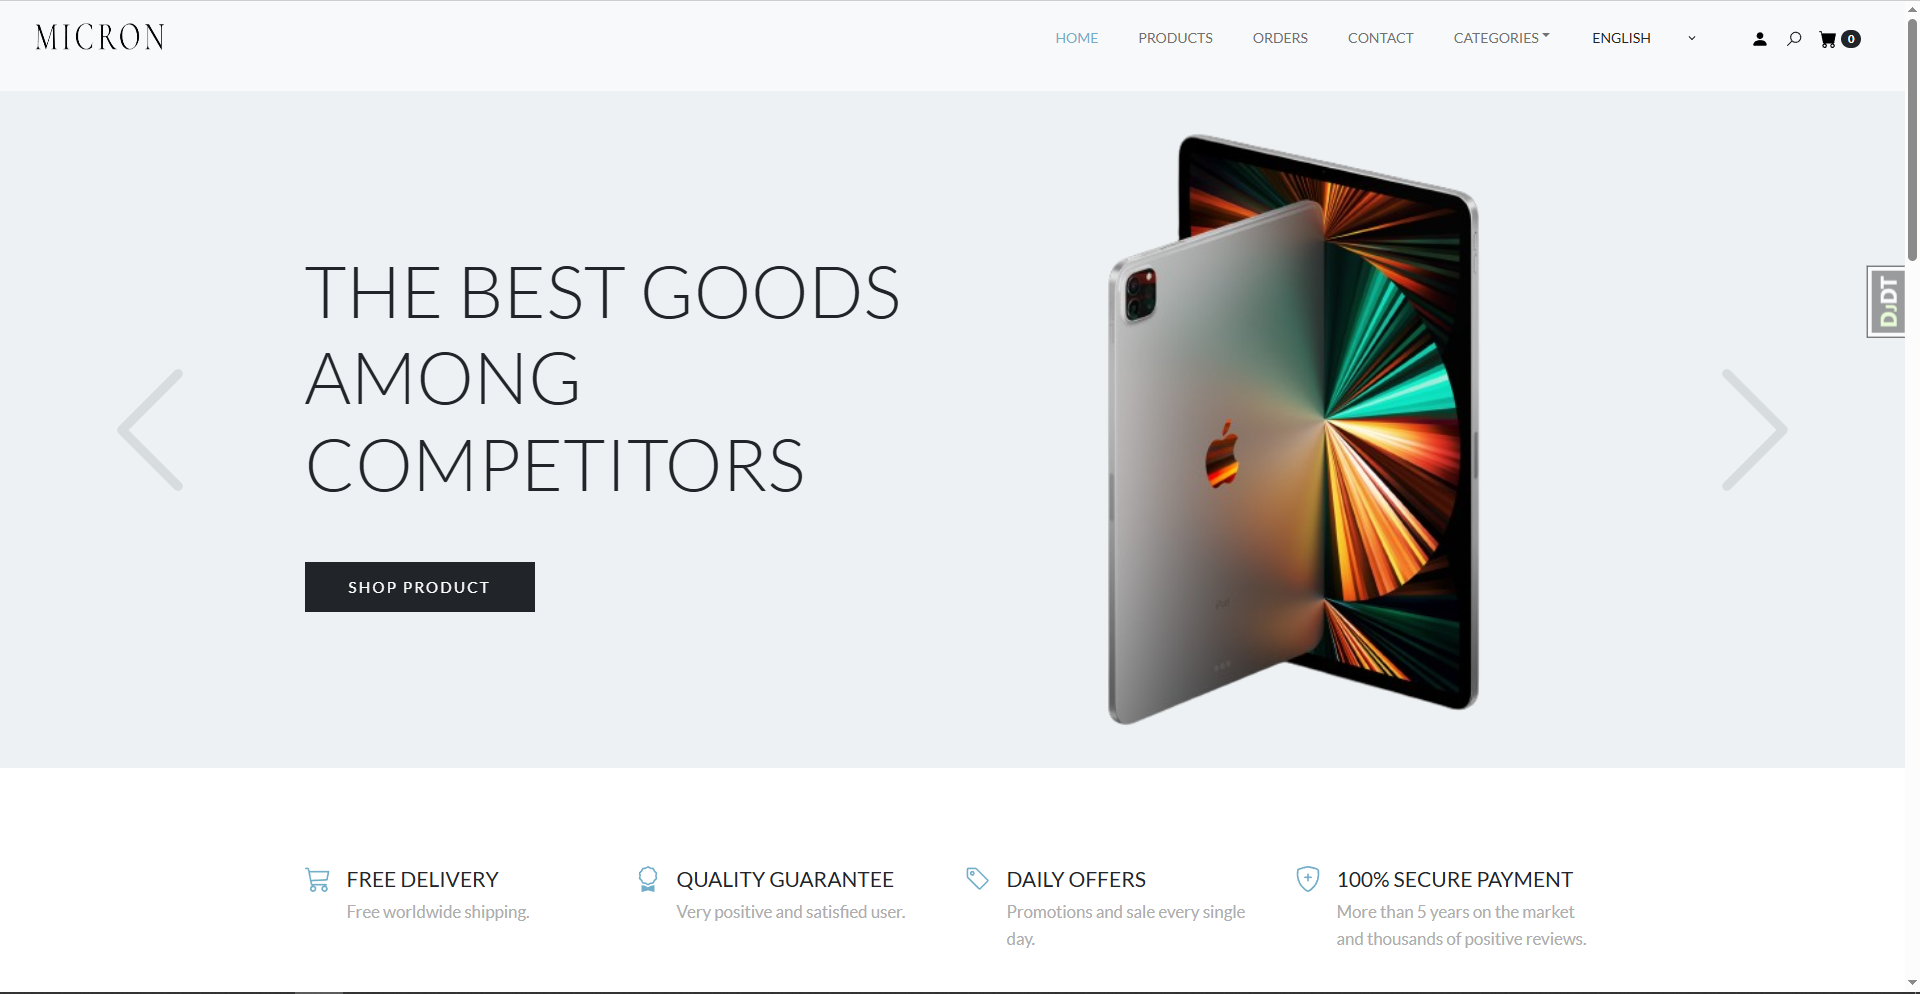 MICRON
HOME PRODUCTS ORDERS CONTACT CATEGORIES ENGLISH 0
DjDT
THE BEST GOODS
AMONG
COMPETITORS
SHOP PRODUCT
iPad
FREE DELIVERY
Free worldwide shipping.
QUALITY GUARANTEE
Very positive and satisfied user.
DAILY OFFERS
Promotions and sale every single
day.
100% SECURE PAYMENT
More than 5 years on the market
and thousands of positive reviews.